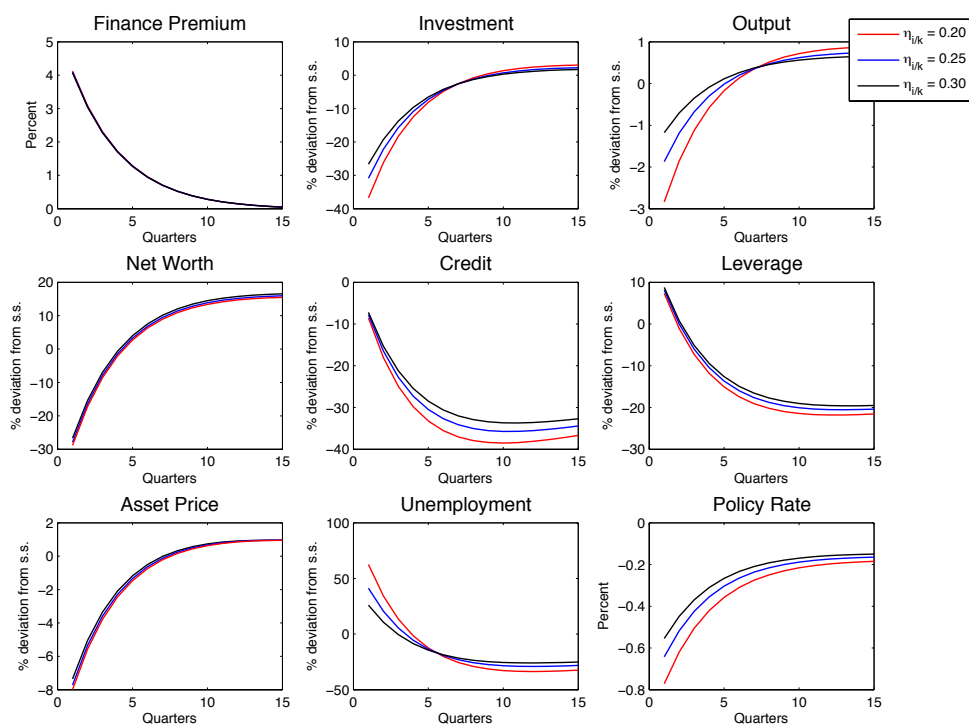 Finance Premium
5
4
3
2
1
0
Percent
0 5 10 15
Quarters
Investment
10
0
−10
−20
−30
−40
% deviation from s.s.
0 5 10 15
Quarters
Output
1
0
−1
−2
−3
% deviation from s.s.
0 5 10 15
Quarters
η i/k = 0.20
η i/k = 0.25
η i/k = 0.30
Net Worth
20
10
0
−10
−20
−30
% deviation from s.s.
0 5 10 15
Quarters
Credit
0
−10
−20
−30
−40
% deviation from s.s.
0 5 10 15
Quarters
Leverage
10
0
−10
−20
−30
% deviation from s.s.
0 5 10 15
Quarters
Asset Price
2
0
−2
−4
−6
−8
% deviation from s.s.
0 5 10 15
Quarters
Unemployment
100
50
0
−50
% deviation from s.s.
0 5 10 15
Quarters
Policy Rate
0
−0.2
−0.4
−0.6
−0.8
Percent
0 5 10 15
Quarters